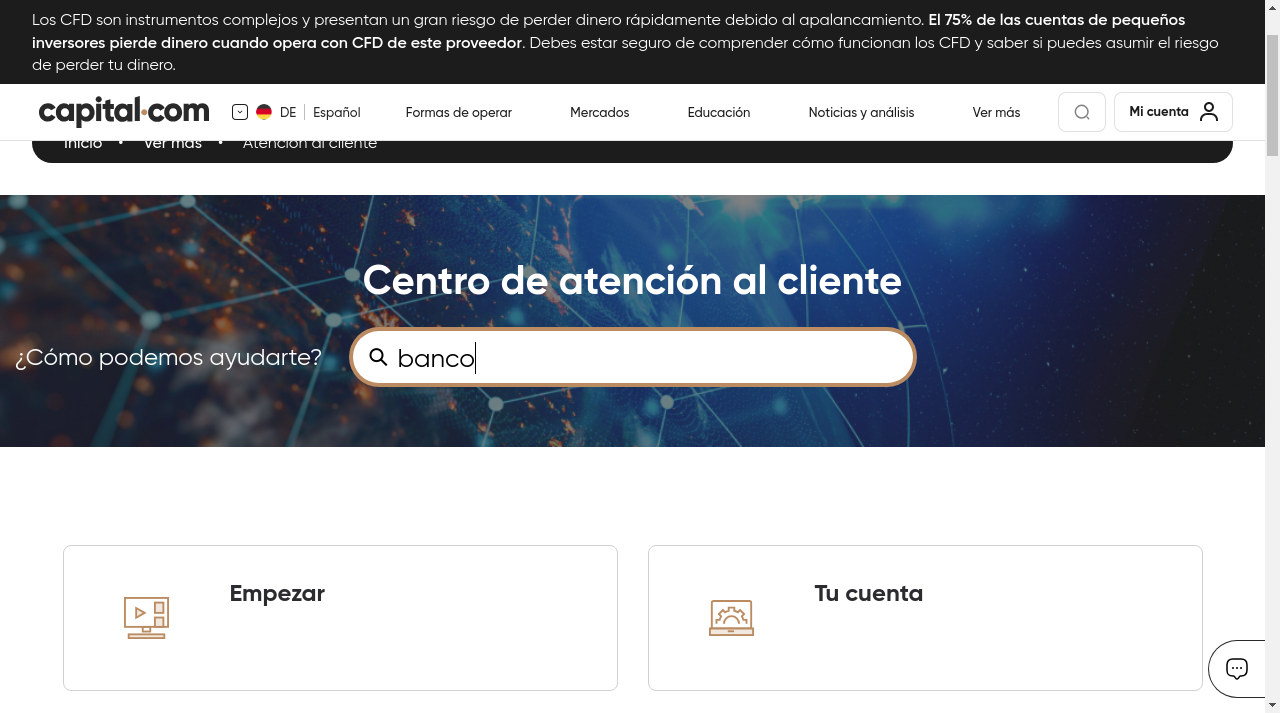 Los CFD son instrumentos complejos y presentan un gran riesgo de perder dinero rápidamente debido al apalancamiento. El 75% de las cuentas de pequeños
inversores pierde dinero cuando opera con CFD de este proveedor. Debes estar seguro de comprender cómo funcionan los CFD y saber si puedes asumir el riesgo
de perder tu dinero.
capital.com DE Español Formas de operar Mercados Educación Noticias y análisis Ver más Mi cuenta
Inicio • Ver más • Atención al cliente
Centro de atención al cliente
¿Cómo podemos ayudarte? banco
Empezar Tu cuenta